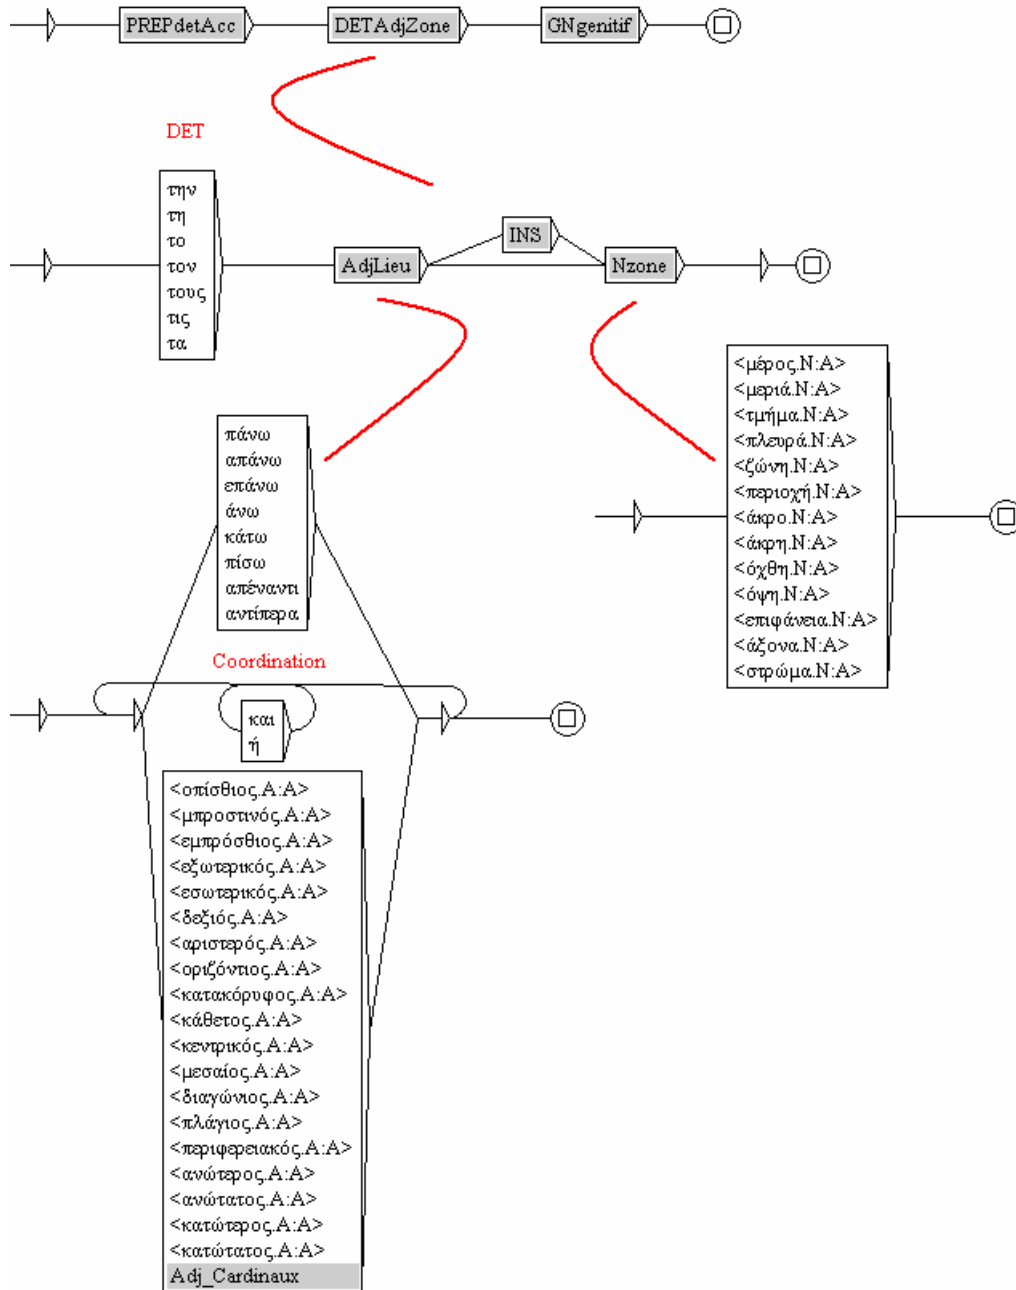 PREPdetAcc DETAdjZone GNgenitif
DET
την
τη
το
τον
τους
τις
τα
AdjLieu INS Nzone
<μέρος.N:A>
<μεριά.N:A>
<τμήμα.N:A>
<πλευρά.N:A>
<ζώνη.N:A>
<περιοχή.N:A>
<άκρο.N:A>
<άκρη.N:A>
<όχθη.N:A>
<όψη.N:A>
<επιφάνεια.N:A>
<άξονα.N:A>
<στρώμα.N:A>
πάνω
απάνω
επάνω
άνω
κάτω
πίσω
απέναντι
αντίπερα
Coordination
και
ή
<οπίσθιος.A:A>
<μπροστινός.A:A>
<εμπρόσθιος.A:A>
<εξωτερικός.A:A>
<εσωτερικός.A:A>
<δεξιός.A:A>
<αριστερός.A:A>
<οριζόντιος.A:A>
<κατακόρυφος.A:A>
<κάθετος.A:A>
<κεντρικός.A:A>
<μεσαίος.A:A>
<διαγώνιος.A:A>
<πλάγιος.A:A>
<περιφερειακός.A:A>
<ανώτερος.A:A>
<ανώτατος.A:A>
<κατώτερος.A:A>
<κατώτατος.A:A>
Adj_Cardinaux